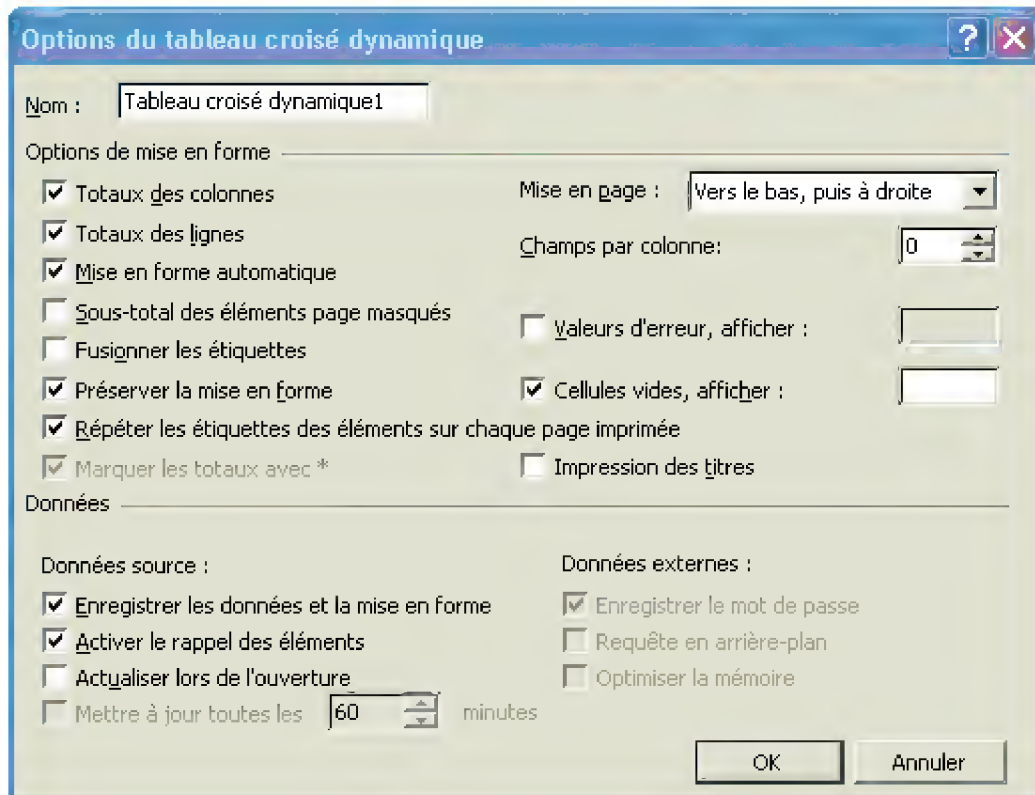 Options du tableau croisé dynamique
Nom : Tableau croisé dynamique1
Options de mise en forme
Totaux des colonnes
Mise en page : Vers le bas, puis à droite
Totaux des lignes
Champs par colonne: 0
Mise en forme automatique
Sous-total des éléments page masqués
Valeurs d'erreur, afficher :
Fusionner les étiquettes
Préserver la mise en forme
Cellules vides, afficher :
Répéter les étiquettes des éléments sur chaque page imprimée
Marquer les totaux avec *
Impression des titres
Données
Données source :
Données externes :
Enregistrer les données et la mise en forme
Enregistrer le mot de passe
Activer le rappel des éléments
Requête en arrière-plan
Actualiser lors de l'ouverture
Optimiser la mémoire
Mettre à jour toutes les 60 minutes
OK
Annuler